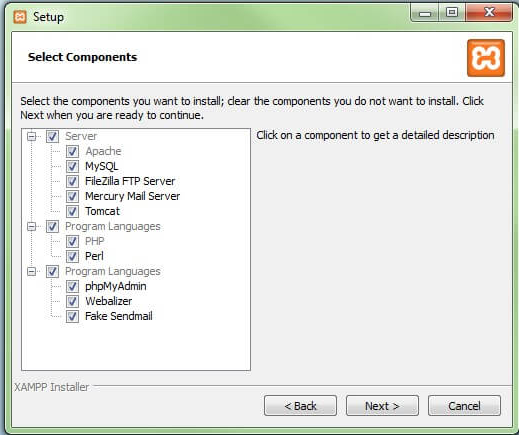 Setup
Select Components
Select the components you want to install; clear the components you do not want to install. Click
Next when you are ready to continue.
Server
Apache
MySQL
FileZilla FTP Server
Mercury Mail Server
Tomcat
Program Languages
PHP
Perl
Program Languages
phpMyAdmin
Webalizer
Fake Sendmail
Click on a component to get a detailed description
XAMPP Installer
< Back
Next >
Cancel